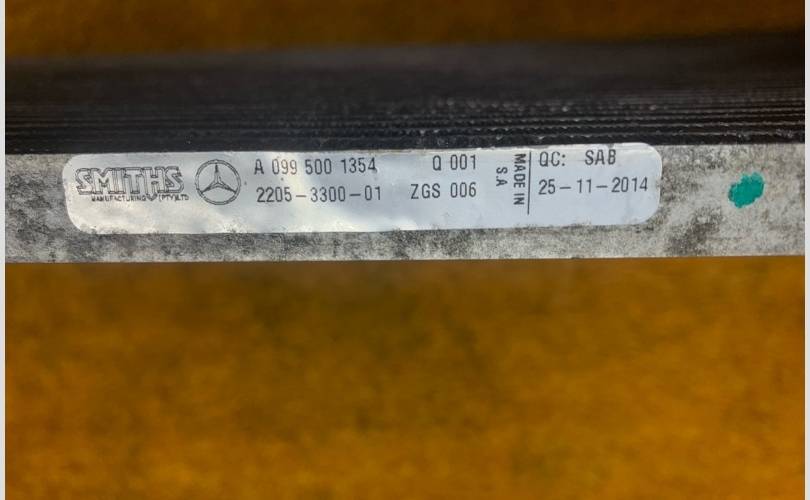 SMITHS
MANUFACTURING (PTY) LTD
A 099 500 1354 Q 001
2205-3300-01 ZGS 006
MADE IN
S.A
QC: SAB
25-11-2014